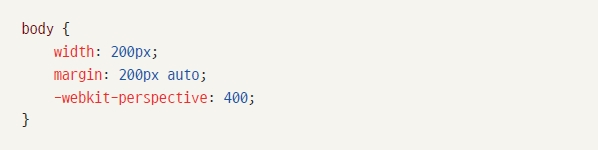 body {
    width: 200px;
    margin: 200px auto;
    -webkit-perspective: 400;
}